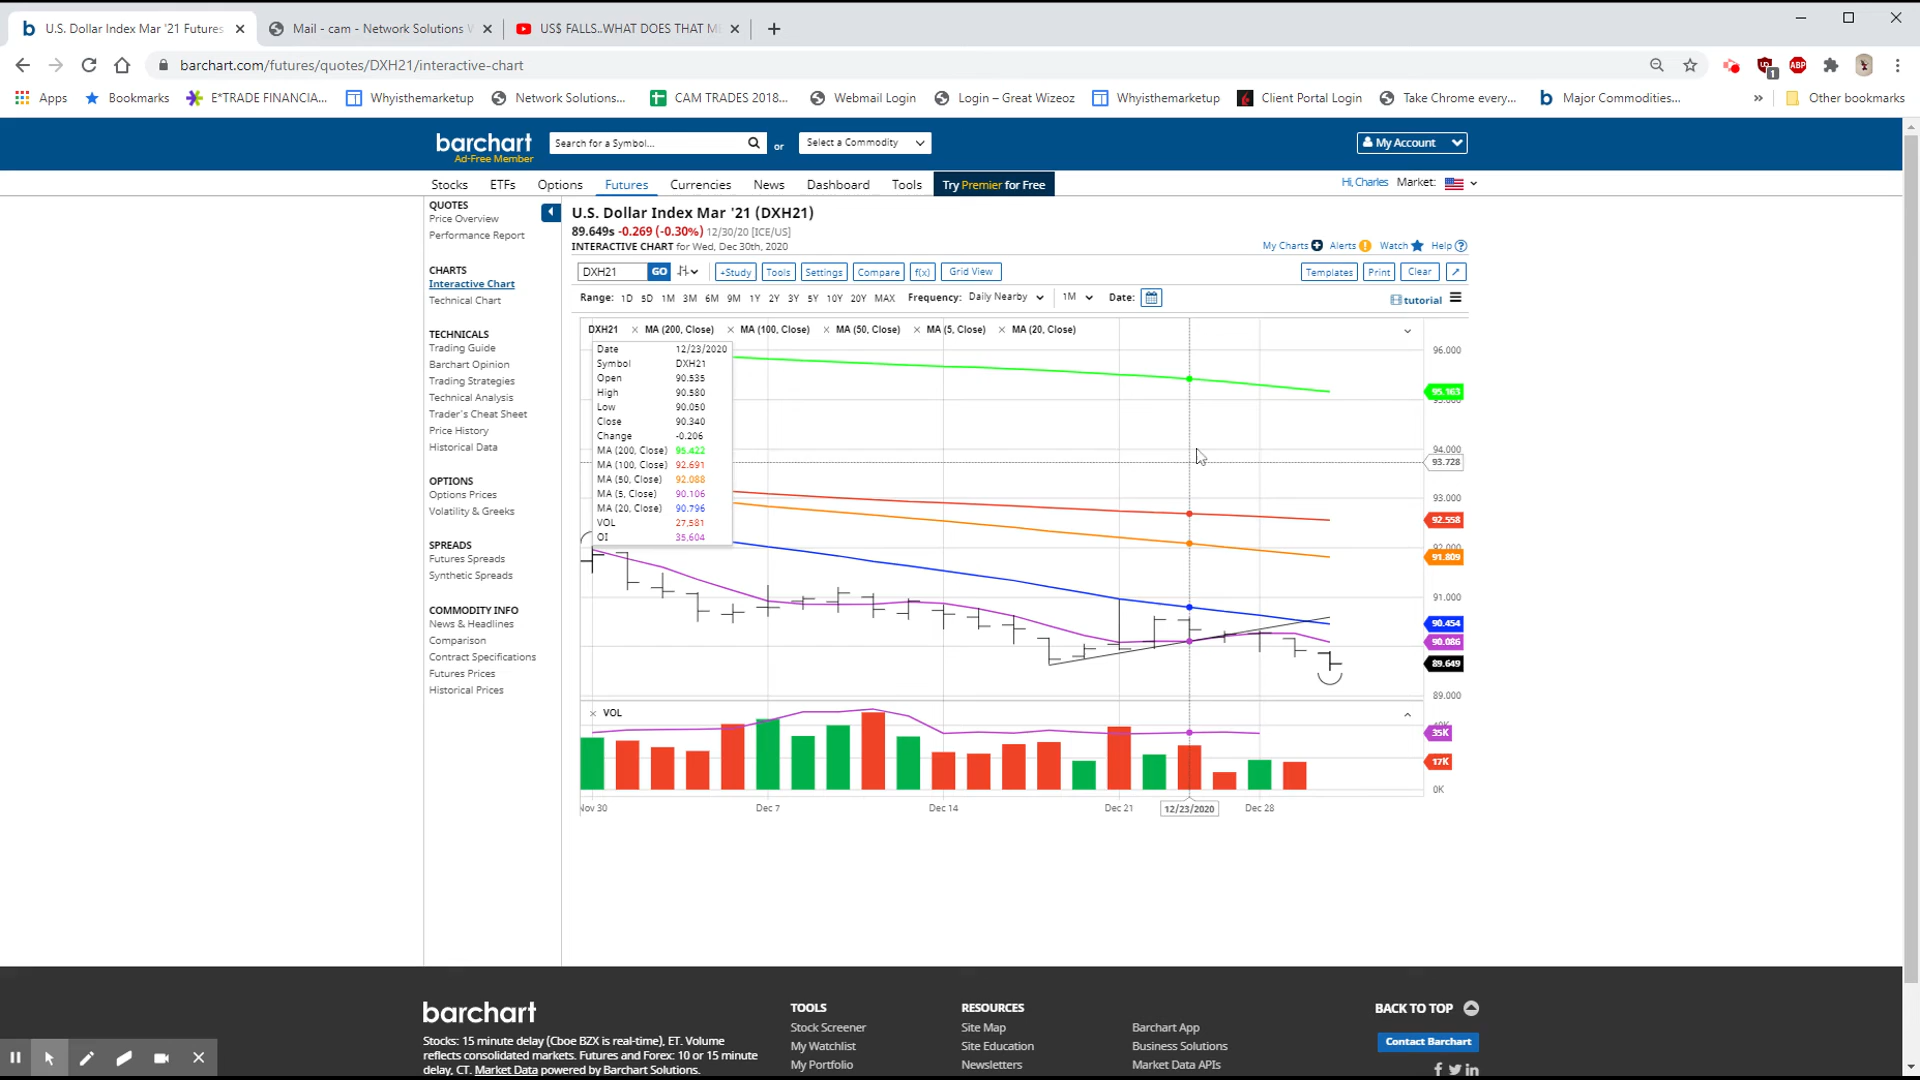 U.S. Dollar Index Mar '21 Futures
Mail - cam - Network Solutions
US$ FALLS..WHAT DOES THAT ME
barchart.com/futures/quotes/DXH21/interactive-chart
1
ABP
Apps Bookmarks E*TRADE FINANCIA... Whyisthemarketup Network Solutions... CAM TRADES 2018... Webmail Login Login – Great Wizeoz Whyisthemarketup Client Portal Login Take Chrome every... Major Commodities... » Other bookmarks
barchart
Ad-Free Member
Search for a Symbol...
or
Select a Commodity
My Account
Stocks ETFs Options Futures Currencies News Dashboard Tools Try Premier for Free
Hi, Charles Market:
QUOTES
Price Overview
Performance Report
CHARTS
Interactive Chart
Technical Chart
TECHNICALS
Trading Guide
Barchart Opinion
Trading Strategies
Technical Analysis
Trader's Cheat Sheet
Price History
Historical Data
OPTIONS
Options Prices
Volatility & Greeks
SPREADS
Futures Spreads
Synthetic Spreads
COMMODITY INFO
News & Headlines
Comparison
Contract Specifications
Futures Prices
Historical Prices
U.S. Dollar Index Mar '21 (DXH21)
89.649s -0.269 (-0.30%) 12/30/20 [ICE/US]
INTERACTIVE CHART for Wed, Dec 30th, 2020
My Charts Alerts Watch Help
DXH21 GO +Study Tools Settings Compare f(x) Grid View
Templates Print Clear
Range: 1D 5D 1M 3M 6M 9M 1Y 2Y 3Y 5Y 10Y 20Y MAX Frequency: Daily Nearby 1M Date:
tutorial
DXH21 MA (200, Close) MA (100, Close) MA (50, Close) MA (5, Close) MA (20, Close)
Date 12/23/2020
Symbol DXH21
Open 90.535
High 90.580
Low 90.050
Close 90.340
Change -0.206
MA (200, Close) 95.422
MA (100, Close) 92.691
MA (50, Close) 92.088
MA (5, Close) 90.106
MA (20, Close) 90.796
VOL 27,581
OI 35,604
96.000
95.163
95.000
94.000
93.728
93.000
92.558
92.000
91.809
91.000
90.454
90.086
89.649
89.000
VOL
40K
35K
17K
0K
Nov 30 Dec 7 Dec 14 Dec 21 12/23/2020 Dec 28
barchart
Stocks: 15 minute delay (Cboe BZX is real-time), ET. Volume
reflects consolidated markets. Futures and Forex: 10 or 15 minute
delay, CT. Market Data powered by Barchart Solutions.
TOOLS
Stock Screener
My Watchlist
My Portfolio
RESOURCES
Site Map
Site Education
Newsletters
Barchart App
Business Solutions
Market Data APIs
BACK TO TOP
Contact Barchart